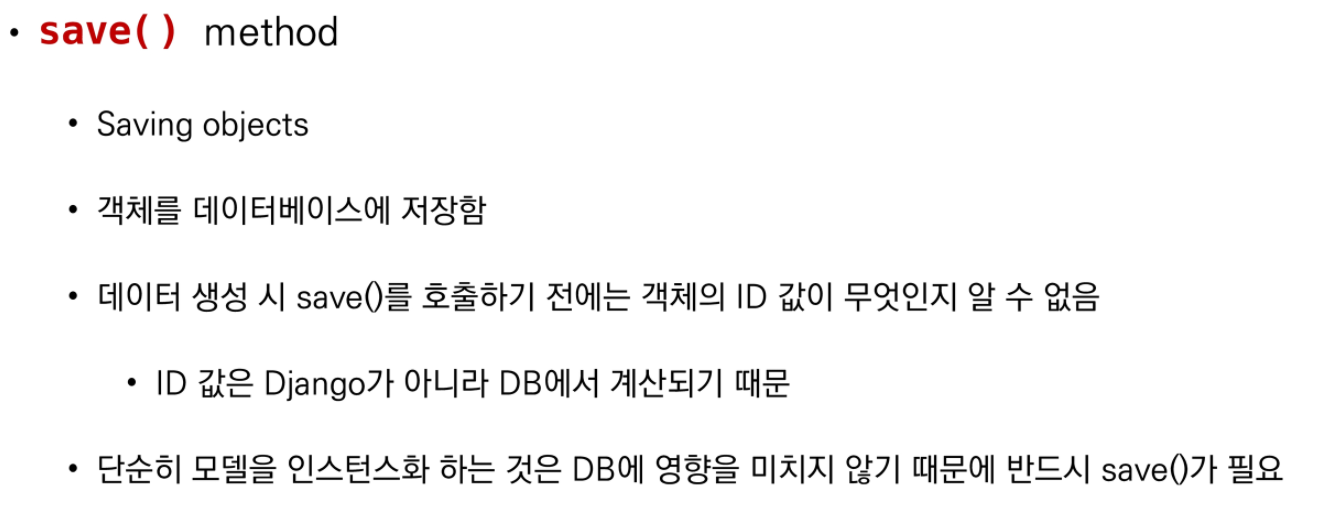 • save() method
• Saving objects
• 객체를 데이터베이스에 저장함
• 데이터 생성 시 save()를 호출하기 전에는 객체의 ID 값이 무엇인지 알 수 없음
• ID 값은 Django가 아니라 DB에서 계산되기 때문
• 단순히 모델을 인스턴스화 하는 것은 DB에 영향을 미치지 않기 때문에 반드시 save()가 필요